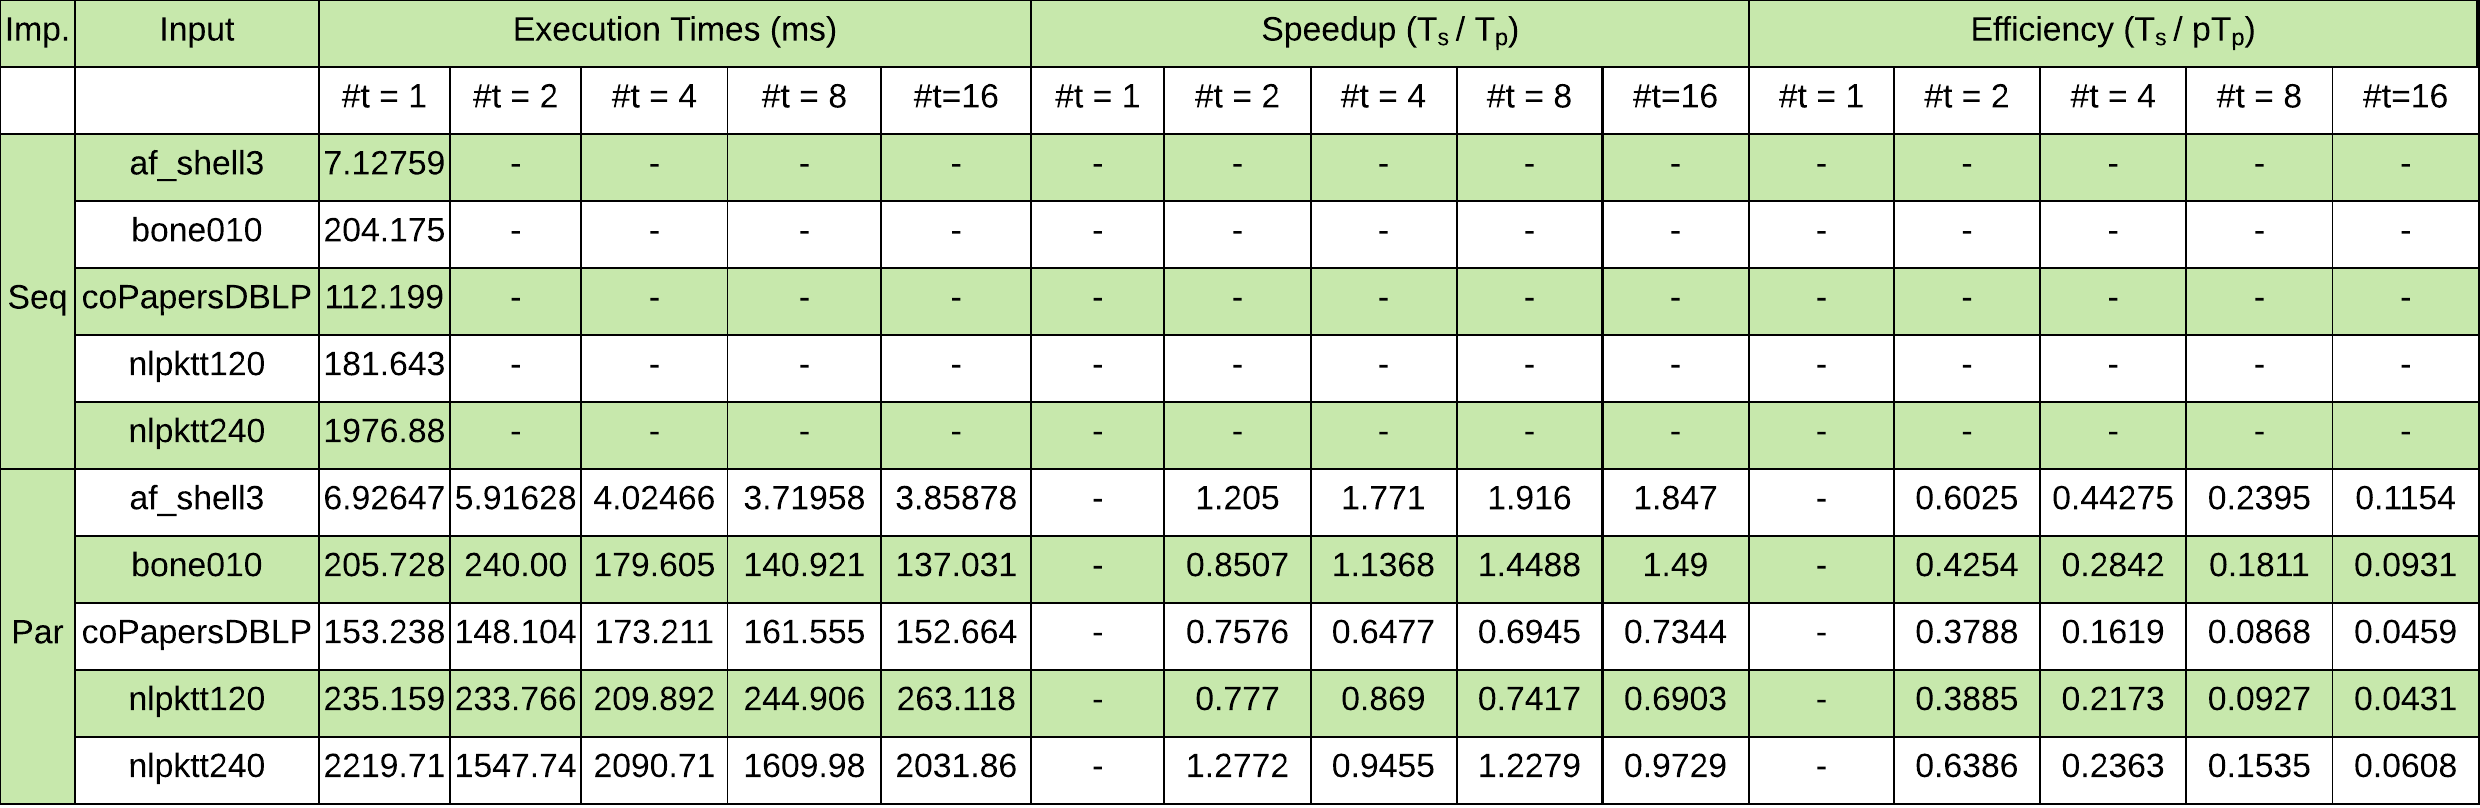 Imp. Input Execution Times (ms) Speedup (Ts / Tp) Efficiency (Ts / pTp)
#t = 1 #t = 2 #t = 4 #t = 8 #t=16 #t = 1 #t = 2 #t = 4 #t = 8 #t=16 #t = 1 #t = 2 #t = 4 #t = 8 #t=16
Seq
af_shell3 7.12759 - - - - - - - - - - - - - -
bone010 204.175 - - - - - - - - - - - - - -
coPapersDBLP 112.199 - - - - - - - - - - - - - -
nlpktt120 181.643 - - - - - - - - - - - - - -
nlpktt240 1976.88 - - - - - - - - - - - - - -
Par
af_shell3 6.92647 5.91628 4.02466 3.71958 3.85878 - 1.205 1.771 1.916 1.847 - 0.6025 0.44275 0.2395 0.1154
bone010 205.728 240.00 179.605 140.921 137.031 - 0.8507 1.1368 1.4488 1.49 - 0.4254 0.2842 0.1811 0.0931
coPapersDBLP 153.238 148.104 173.211 161.555 152.664 - 0.7576 0.6477 0.6945 0.7344 - 0.3788 0.1619 0.0868 0.0459
nlpktt120 235.159 233.766 209.892 244.906 263.118 - 0.777 0.869 0.7417 0.6903 - 0.3885 0.2173 0.0927 0.0431
nlpktt240 2219.71 1547.74 2090.71 1609.98 2031.86 - 1.2772 0.9455 1.2279 0.9729 - 0.6386 0.2363 0.1535 0.0608